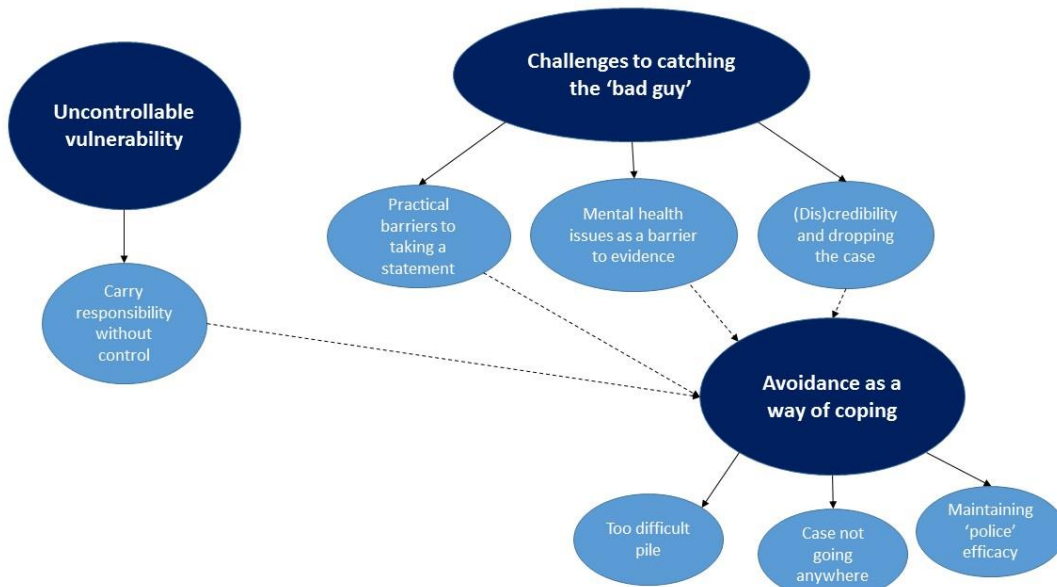 Uncontrollable
vulnerability
Challenges to catching
the ‘bad guy’
Practical
barriers to
taking a
statement
Mental health
issues as a barrier
to evidence
(Dis)credibility
and dropping
the case
Carry
responsibility
without
control
Avoidance as a
way of coping
Too difficult
pile
Case not
going
anywhere
Maintaining
‘police’
efficacy